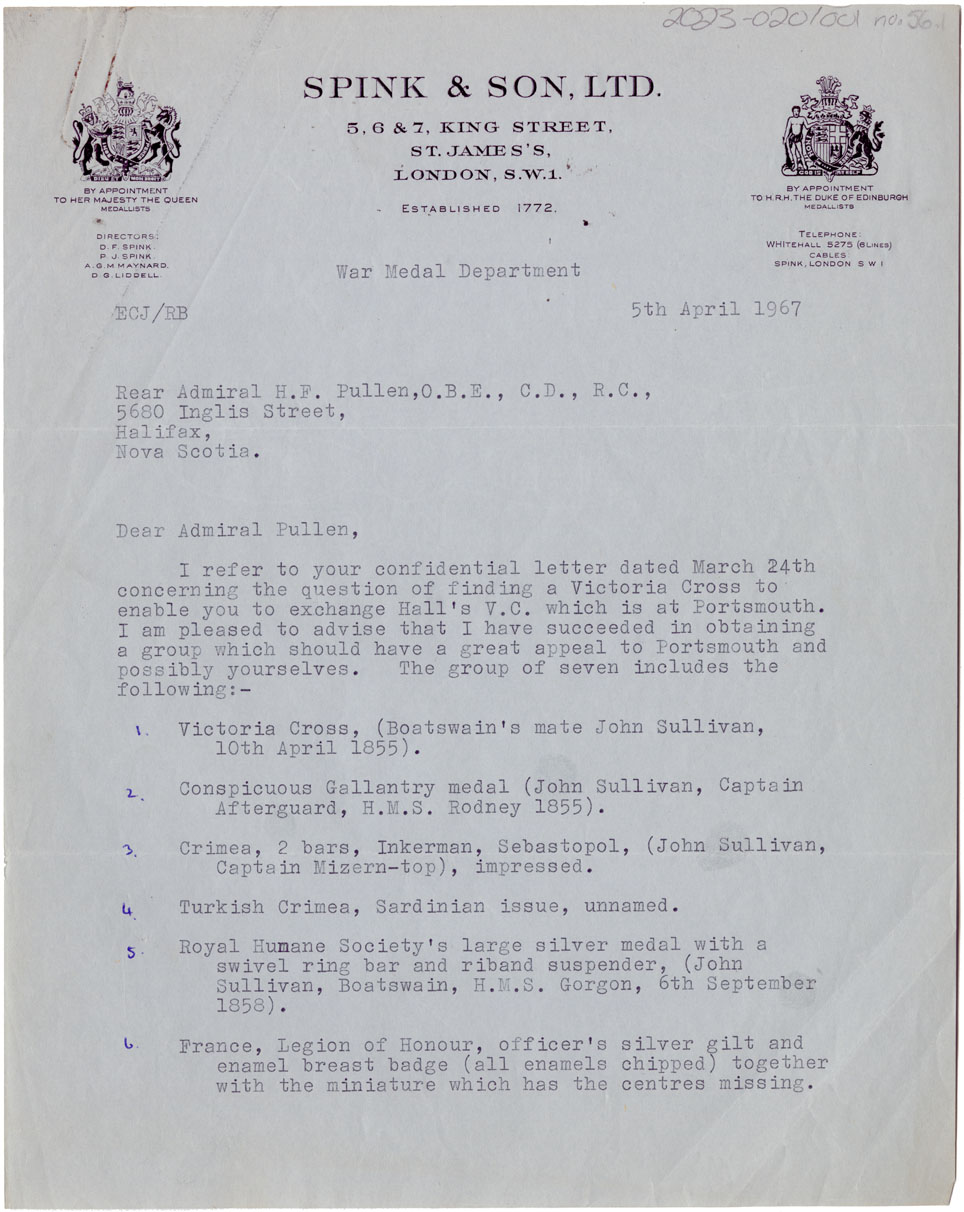 2023-020/001 no. 56.1
SPINK & SON, LTD.
5, 6 & 7, KING STREET,
ST. JAMES'S,
LONDON, S.W.1.
ESTABLISHED 1772.
BY APPOINTMENT
TO HER MAJESTY THE QUEEN
MEDALLISTS
DIRECTORS:
D. F. SPINK.
P. J. SPINK
A. G. M. MAYNARD.
D. G. LIDDELL.
BY APPOINTMENT
TO H.R.H. THE DUKE OF EDINBURGH
MEDALLISTS
TELEPHONE:
WHITEHALL 5275 (6 LINES)
CABLES:
SPINK, LONDON S W 1
War Medal Department
ECJ/RB
5th April 1967
Rear Admiral H.F. Pullen,O.B.E., C.D., R.C.,
5680 Inglis Street,
Halifax,
Nova Scotia.
Dear Admiral Pullen,
I refer to your confidential letter dated March 24th
concerning the question of finding a Victoria Cross to
enable you to exchange Hall's V.C. which is at Portsmouth.
I am pleased to advise that I have succeeded in obtaining
a group which should have a great appeal to Portsmouth and
possibly yourselves. The group of seven includes the
following:-
1. Victoria Cross, (Boatswain's mate John Sullivan,
10th April 1855).
2. Conspicuous Gallantry medal (John Sullivan, Captain
Afterguard, H.M.S. Rodney 1855).
3. Crimea, 2 bars, Inkerman, Sebastopol, (John Sullivan,
Captain Mizern-top), impressed.
4 Turkish Crimea, Sardinian issue, unnamed.
5. Royal Humane Society's large silver medal with a
swivel ring bar and riband suspender, (John
Sullivan, Boatswain, H.M.S. Gorgon, 6th September
1858).
6. France, Legion of Honour, officer's silver gilt and
enamel breast badge (all enamels chipped) together
with the miniature which has the centres missing.